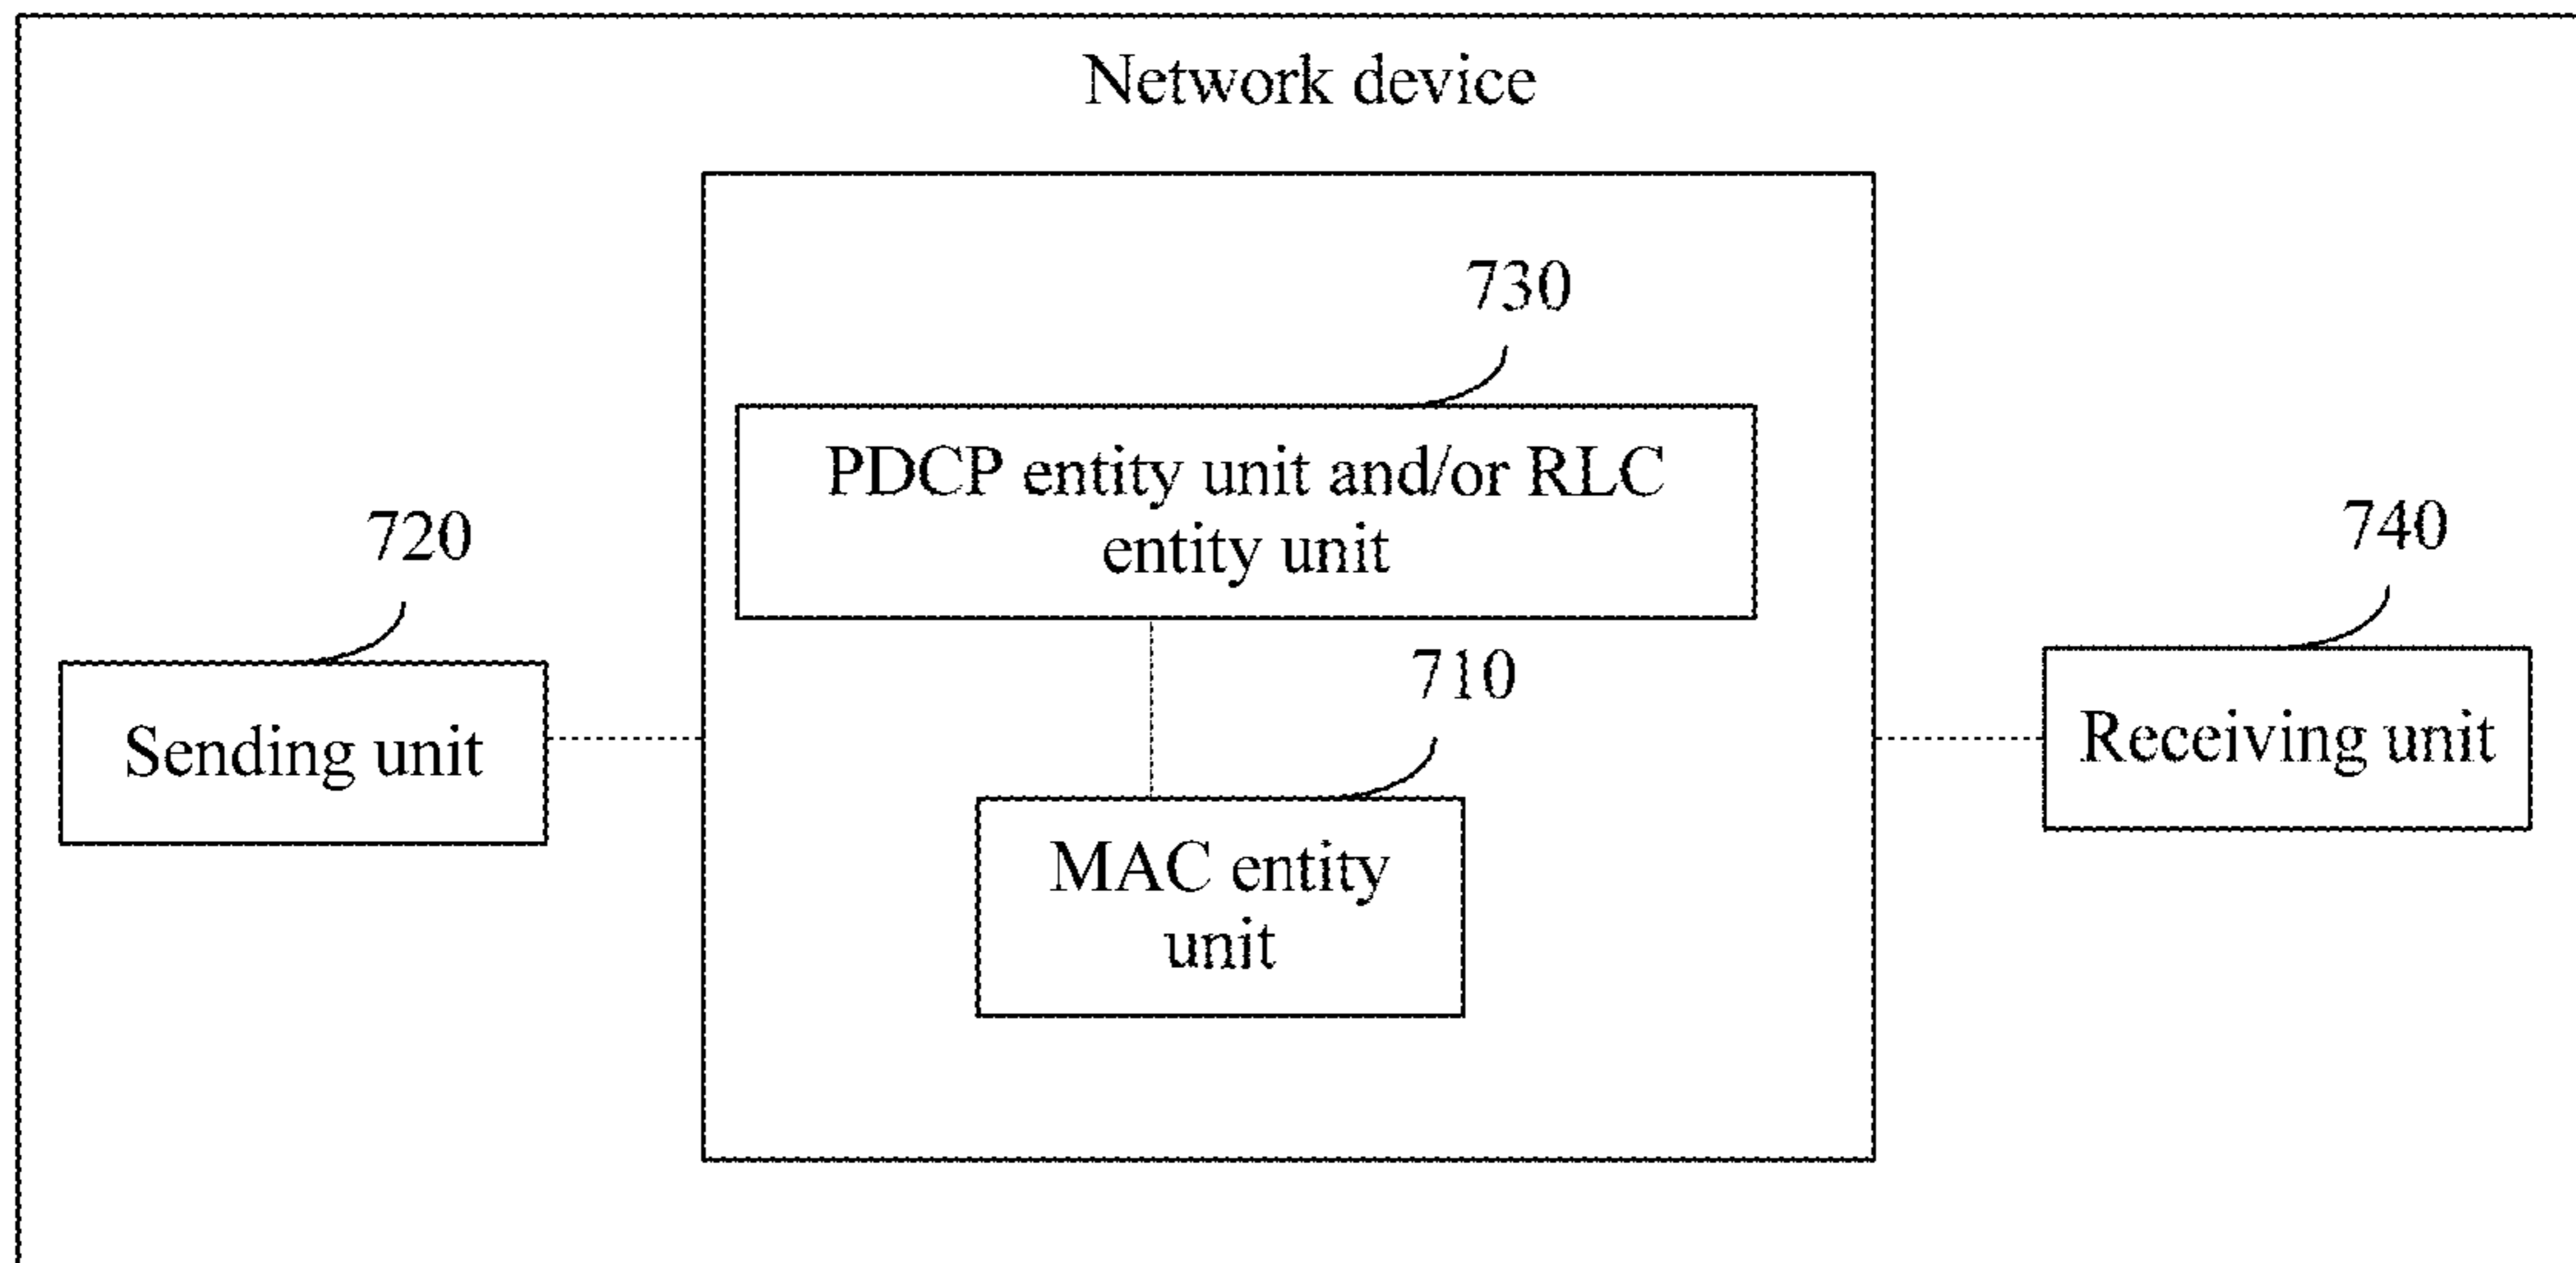 Network device
730
PDCP entity unit and/or RLC
entity unit
720
740
710
Sending unit
Receiving unit
MAC entity
unit